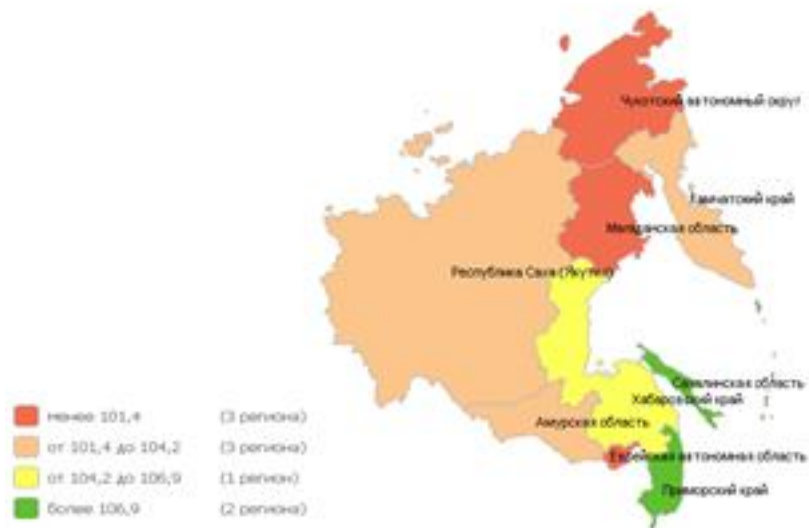 Чукотский автономный округ
Камчатский край
Магаданская область
Республика Саха (Якутия)
Сахалинская область
Хабаровский край
Амурская область
Еврейская автономная область
Приморский край
менее 101,4 (3 региона)
от 101,4 до 104,2 (3 региона)
от 104,2 до 106,9 (1 регион)
более 106,9 (2 региона)